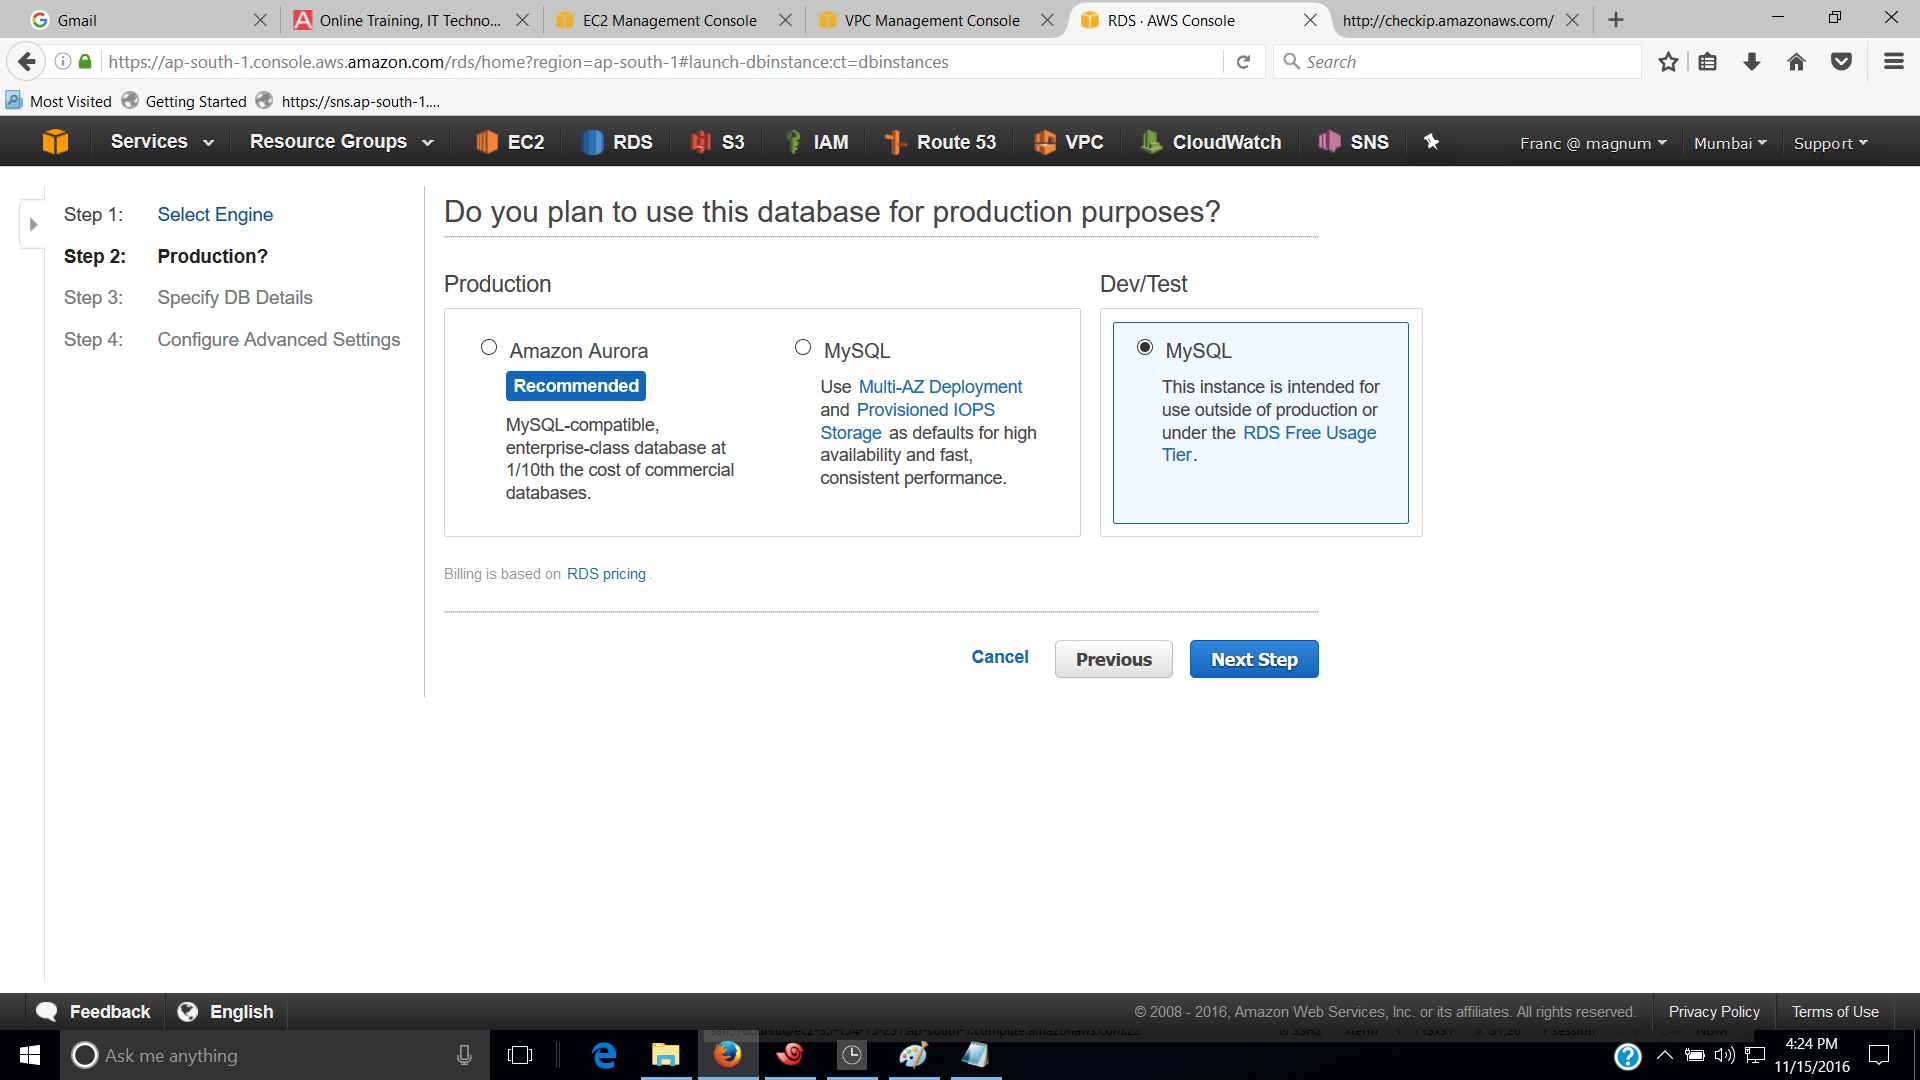 Gmail
Online Training, IT Techno...
EC2 Management Console
VPC Management Console
RDS · AWS Console
http://checkip.amazonaws.com/
https://ap-south-1.console.aws.amazon.com/rds/home?region=ap-south-1#launch-dbinstance:ct=dbinstances
Search
Most Visited
Getting Started
https://sns.ap-south-1....
Services
Resource Groups
EC2
RDS
S3
IAM
Route 53
VPC
CloudWatch
SNS
Franc @ magnum
Mumbai
Support
Step 1: Select Engine
Step 2: Production?
Step 3: Specify DB Details
Step 4: Configure Advanced Settings
Do you plan to use this database for production purposes?
Production
Amazon Aurora
Recommended
MySQL-compatible,
enterprise-class database at
1/10th the cost of commercial
databases.
MySQL
Use Multi-AZ Deployment
and Provisioned IOPS
Storage as defaults for high
availability and fast,
consistent performance.
Dev/Test
MySQL
This instance is intended for
use outside of production or
under the RDS Free Usage
Tier.
Billing is based on RDS pricing.
Cancel
Previous
Next Step
Feedback
English
© 2008 - 2016, Amazon Web Services, Inc. or its affiliates. All rights reserved.
Privacy Policy
Terms of Use
Ask me anything
4:24 PM
11/15/2016